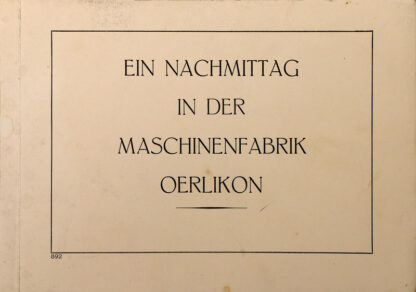 EIN NACHMITTAG
IN DER
MASCHINENFABRIK
OERLIKON
892